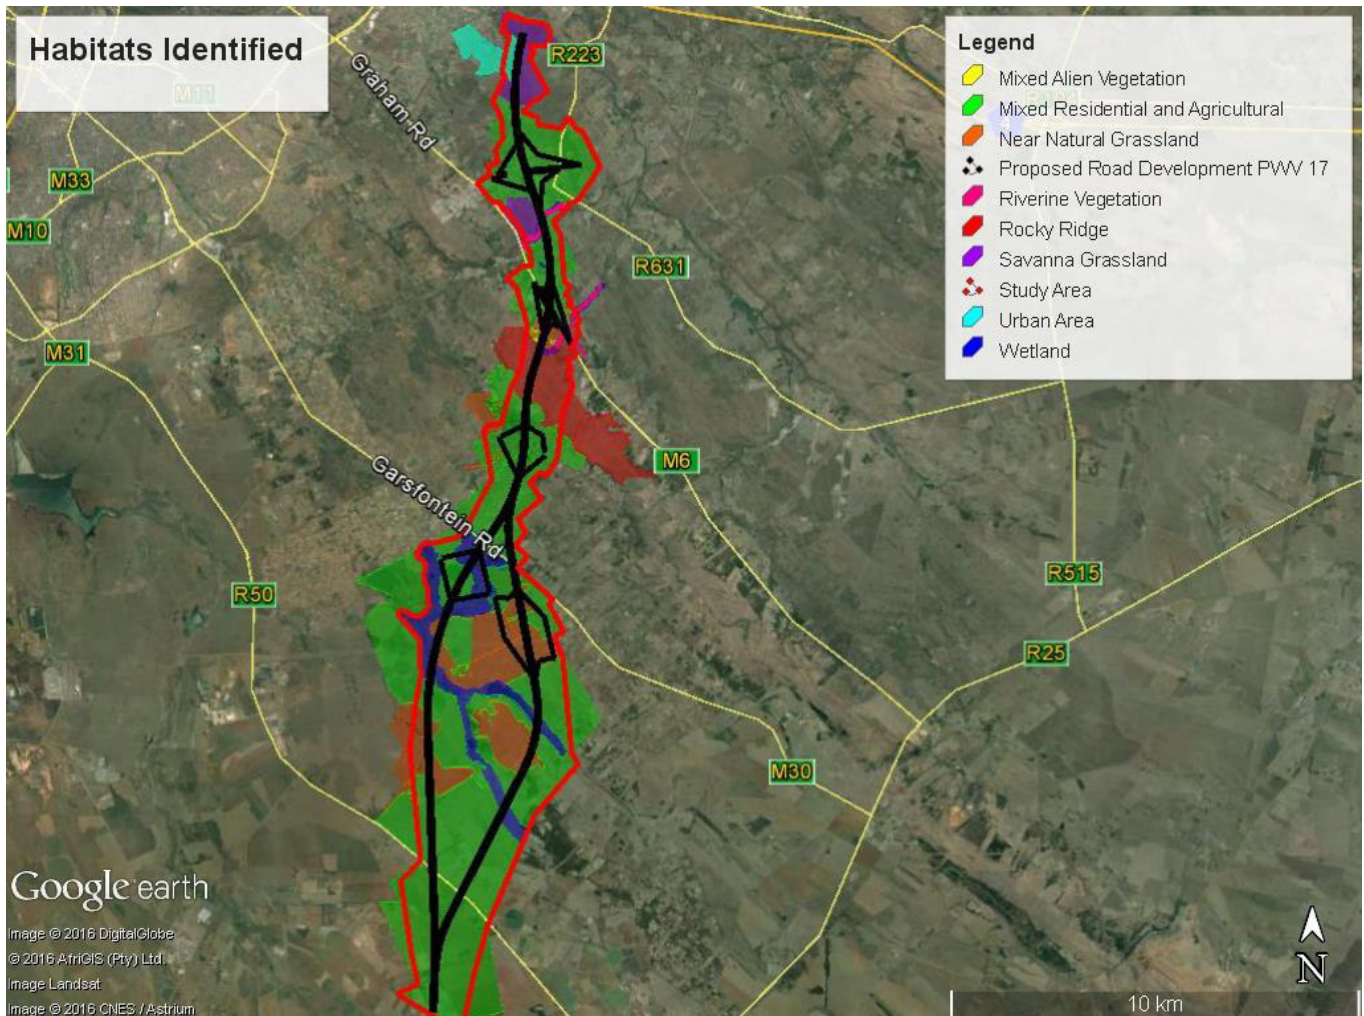 Habitats Identified
Legend
Mixed Alien Vegetation
Mixed Residential and Agricultural
Near Natural Grassland
Proposed Road Development PWV 17
Riverine Vegetation
Rocky Ridge
Savanna Grassland
Study Area
Urban Area
Wetland
R223
Graham Rd
M11
M33
M10
R631
M31
M6
Garsfontein Rd
R50
R515
R25
M30
Google earth
Image © 2016 DigitalGlobe
© 2016 AfriGIS (Pty) Ltd.
Image Landsat
Image © 2016 CNES / Astrium
N
10 km